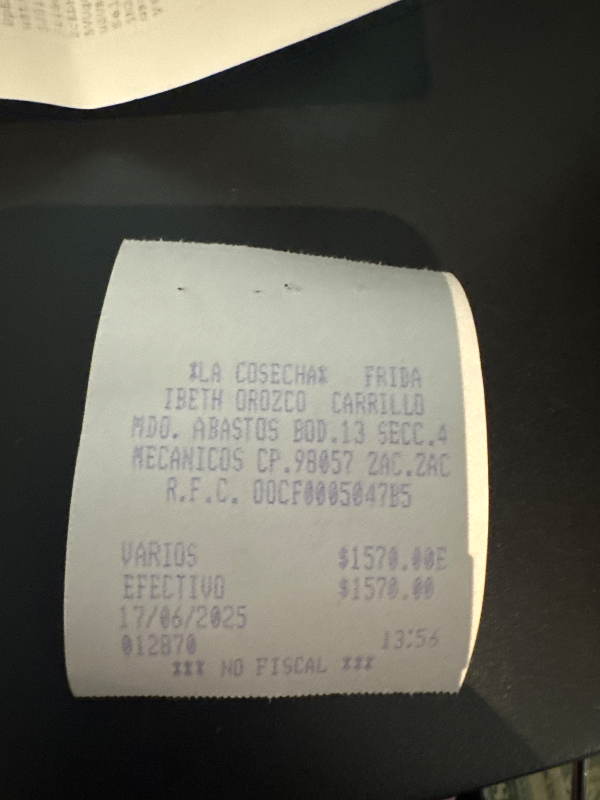 *LA COSECHA* FRIDA
IBETH OROZCO CARRILLO
MDO. ABASTOS BOD.13 SECC.4
MECANICOS CP.98057 ZAC.ZAC
R.F.C. OOCF0005047B5
VARIOS $1570.00E
EFECTIVO $1570.00
17/06/2025
012870 13:56
*** NO FISCAL ***